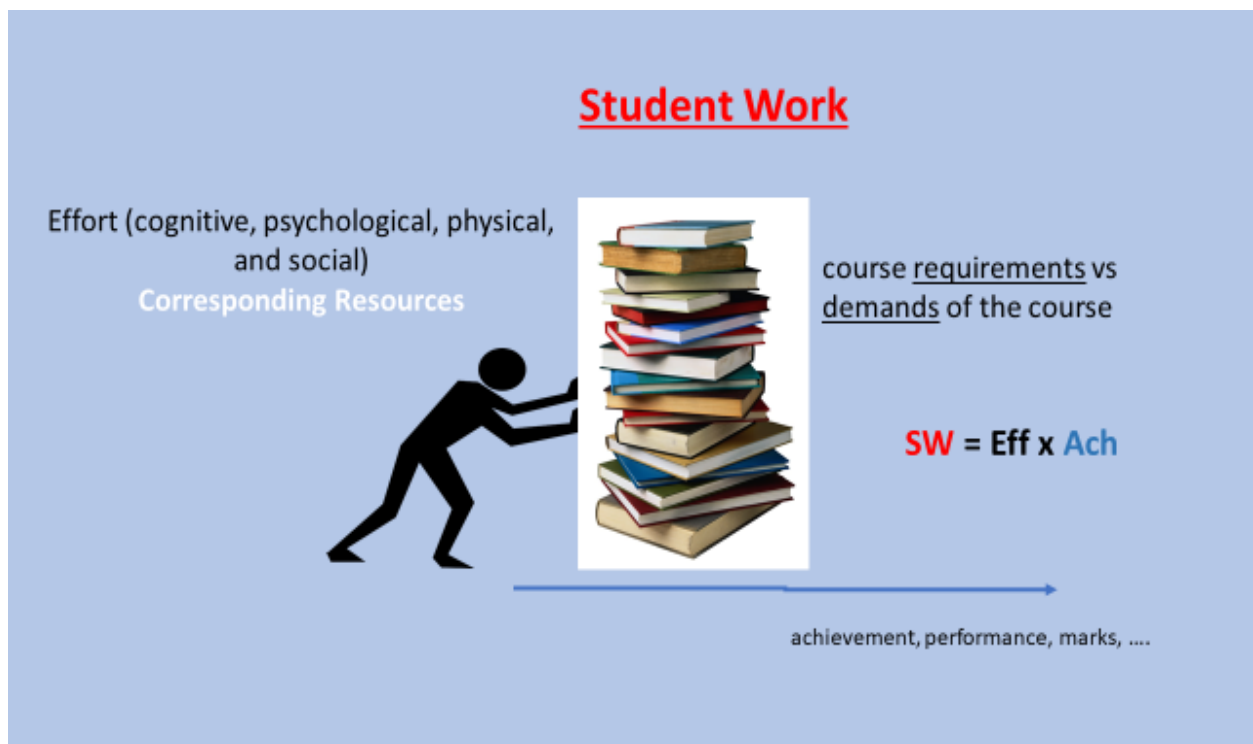 Student Work
Effort (cognitive, psychological, physical,
and social)
Corresponding Resources
course requirements vs
demands of the course
SW = Eff x Ach
achievement, performance, marks, ....